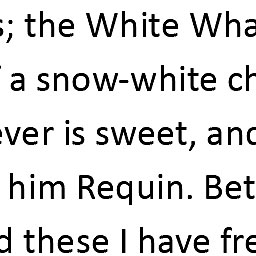 s; the White Wha
a snow-white ch
ever is sweet, and
him Requin. Bet
d these I have fre